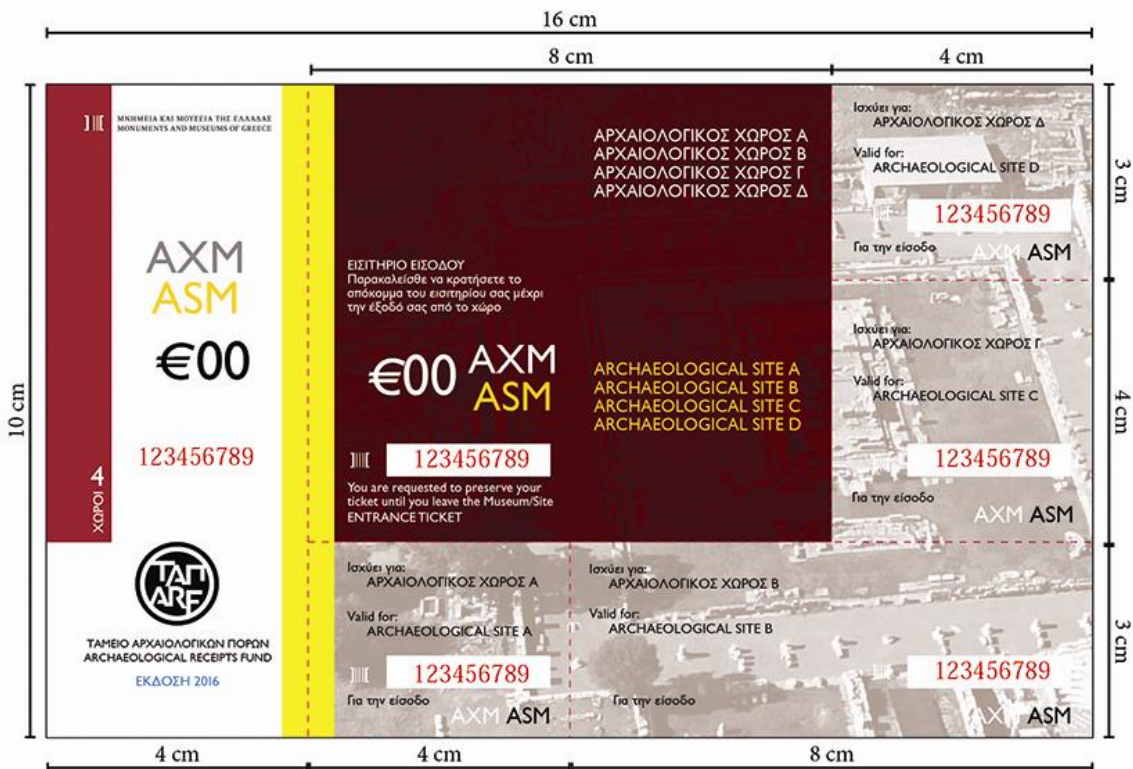 16 cm
8 cm
4 cm
10 cm
ΜΝΗΜΕΙΑ ΚΑΙ ΜΟΥΣΕΙΑ ΤΗΣ ΕΛΛΑΔΑΣ
MONUMENTS AND MUSEUMS OF GREECE
ΑΧΜ
ASM
€00
123456789
ΧΩΡΟΙ 4
ΤΑΠ
ARF
ΤΑΜΕΙΟ ΑΡΧΑΙΟΛΟΓΙΚΩΝ ΠΟΡΩΝ
ARCHAEOLOGICAL RECEIPTS FUND
ΕΚΔΟΣΗ 2016
ΑΡΧΑΙΟΛΟΓΙΚΟΣ ΧΩΡΟΣ Α
ΑΡΧΑΙΟΛΟΓΙΚΟΣ ΧΩΡΟΣ Β
ΑΡΧΑΙΟΛΟΓΙΚΟΣ ΧΩΡΟΣ Γ
ΑΡΧΑΙΟΛΟΓΙΚΟΣ ΧΩΡΟΣ Δ
ΕΙΣΙΤΗΡΙΟ ΕΙΣΟΔΟΥ
Παρακαλείσθε να κρατήσετε το
απόκομμα του εισιτηρίου σας μέχρι
την έξοδό σας από το χώρο
€00 ΑΧΜ
ASM
ARCHAEOLOGICAL SITE A
ARCHAEOLOGICAL SITE B
ARCHAEOLOGICAL SITE C
ARCHAEOLOGICAL SITE D
123456789
You are requested to preserve your
ticket until you leave the Museum/Site
ENTRANCE TICKET
Ισχύει για:
ΑΡΧΑΙΟΛΟΓΙΚΟΣ ΧΩΡΟΣ Δ
Valid for:
ARCHAEOLOGICAL SITE D
123456789
Για την είσοδο
ΑΧΜ ASM
3 cm
Ισχύει για:
ΑΡΧΑΙΟΛΟΓΙΚΟΣ ΧΩΡΟΣ Γ
Valid for:
ARCHAEOLOGICAL SITE C
123456789
Για την είσοδο
ΑΧΜ ASM
4 cm
Ισχύει για:
ΑΡΧΑΙΟΛΟΓΙΚΟΣ ΧΩΡΟΣ Α
Valid for:
ARCHAEOLOGICAL SITE A
123456789
Για την είσοδο
ΑΧΜ ASM
Ισχύει για:
ΑΡΧΑΙΟΛΟΓΙΚΟΣ ΧΩΡΟΣ Β
Valid for:
ARCHAEOLOGICAL SITE B
123456789
Για την είσοδο
ΑΧΜ ASM
3 cm
4 cm
4 cm
8 cm